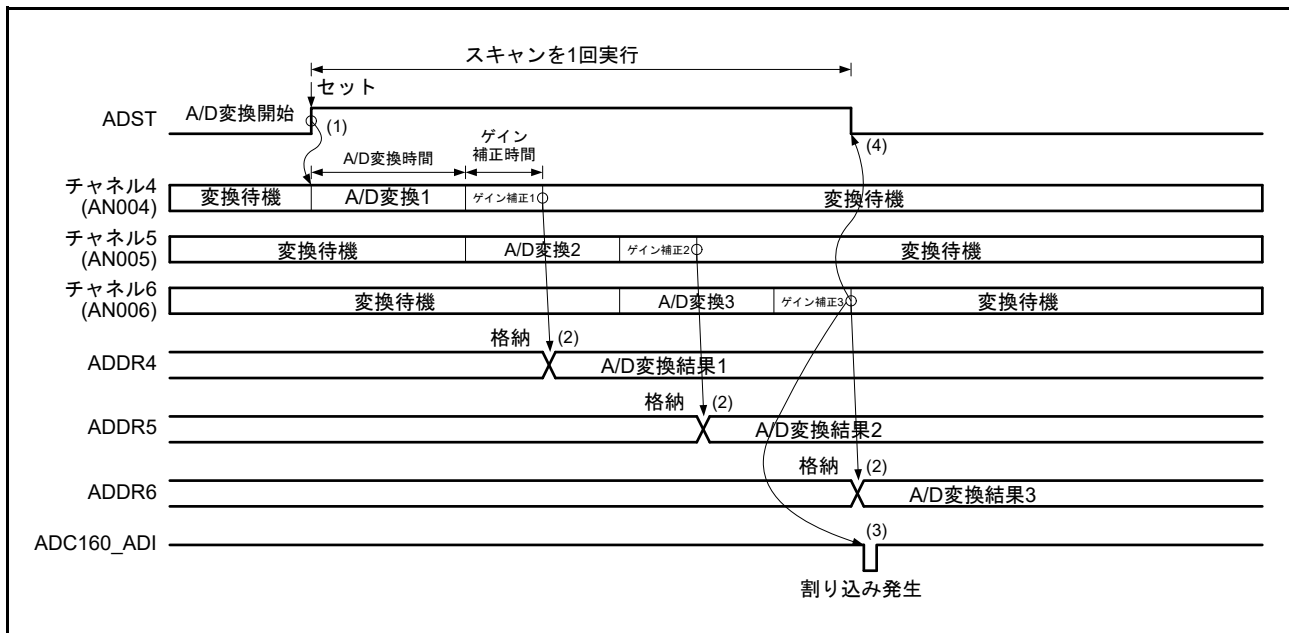 スキャンを1回実行
セット
ADST
A/D変換開始
(1)
(4)
A/D変換時間
ゲイン
補正時間
チャネル4
(AN004)
変換待機
A/D変換1
ゲイン補正1
変換待機
チャネル5
(AN005)
変換待機
A/D変換2
ゲイン補正2
変換待機
チャネル6
(AN006)
変換待機
A/D変換3
ゲイン補正3
変換待機
ADDR4
格納
(2)
A/D変換結果1
ADDR5
格納
(2)
A/D変換結果2
ADDR6
格納
(2)
A/D変換結果3
ADC160_ADI
(3)
割り込み発生